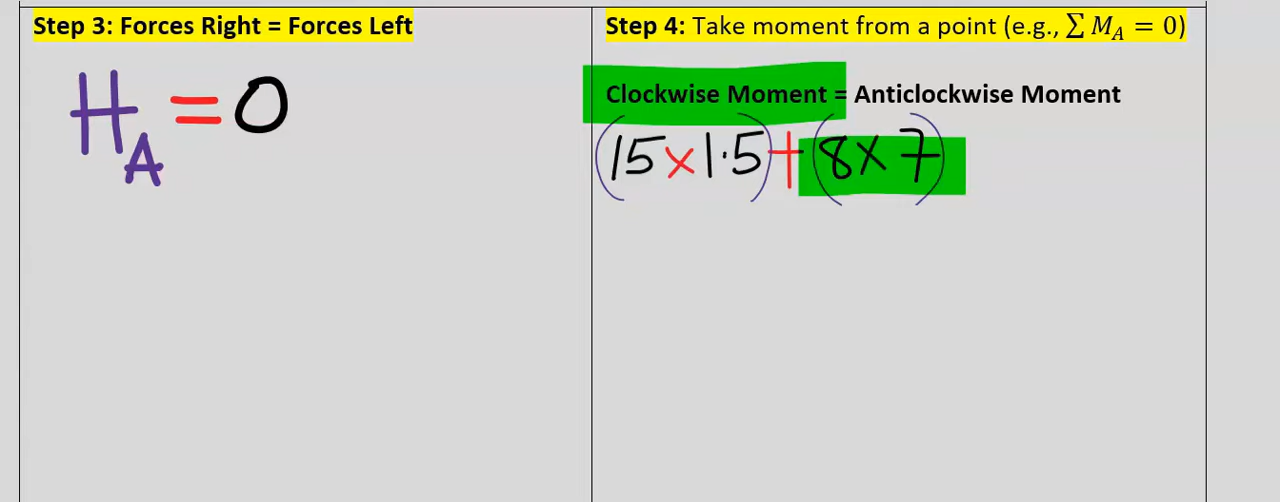 Step 3: Forces Right = Forces Left
H_A = 0
Step 4: Take moment from a point (e.g., ∑ M_A = 0)
Clockwise Moment = Anticlockwise Moment
(15 × 1.5) + (8 × 7)